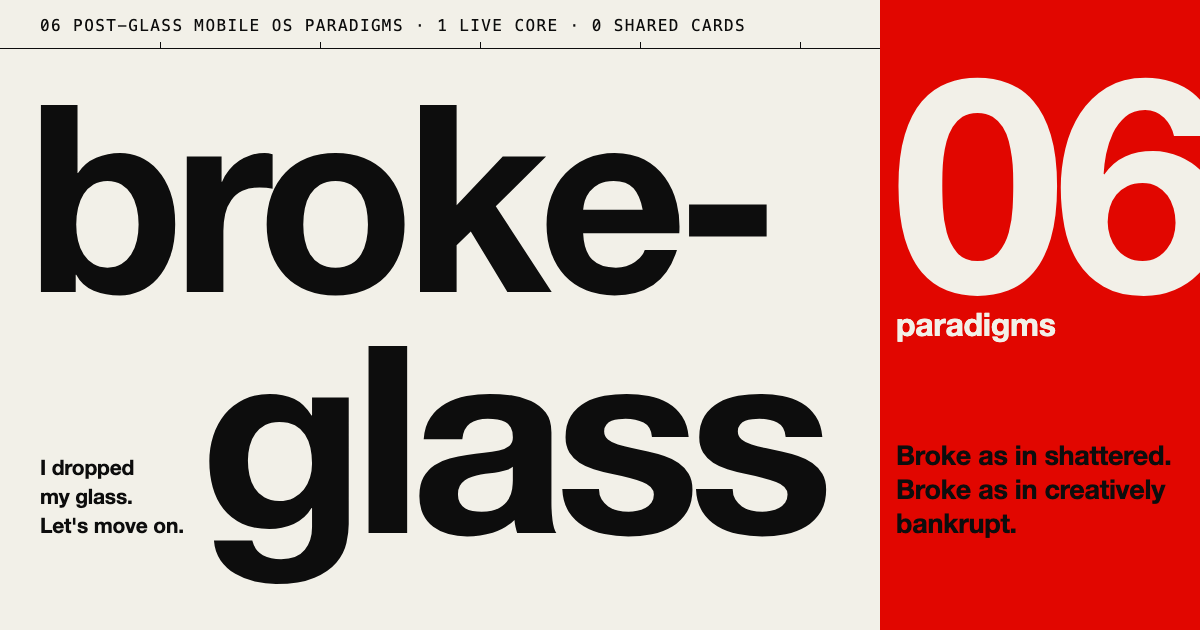 06 POST–GLASS MOBILE OS PARADIGMS · 1 LIVE CORE · 0 SHARED CARDS
broke-
glass
I dropped
my glass.
Let's move on.
06
paradigms
Broke as in shattered.
Broke as in creatively
bankrupt.